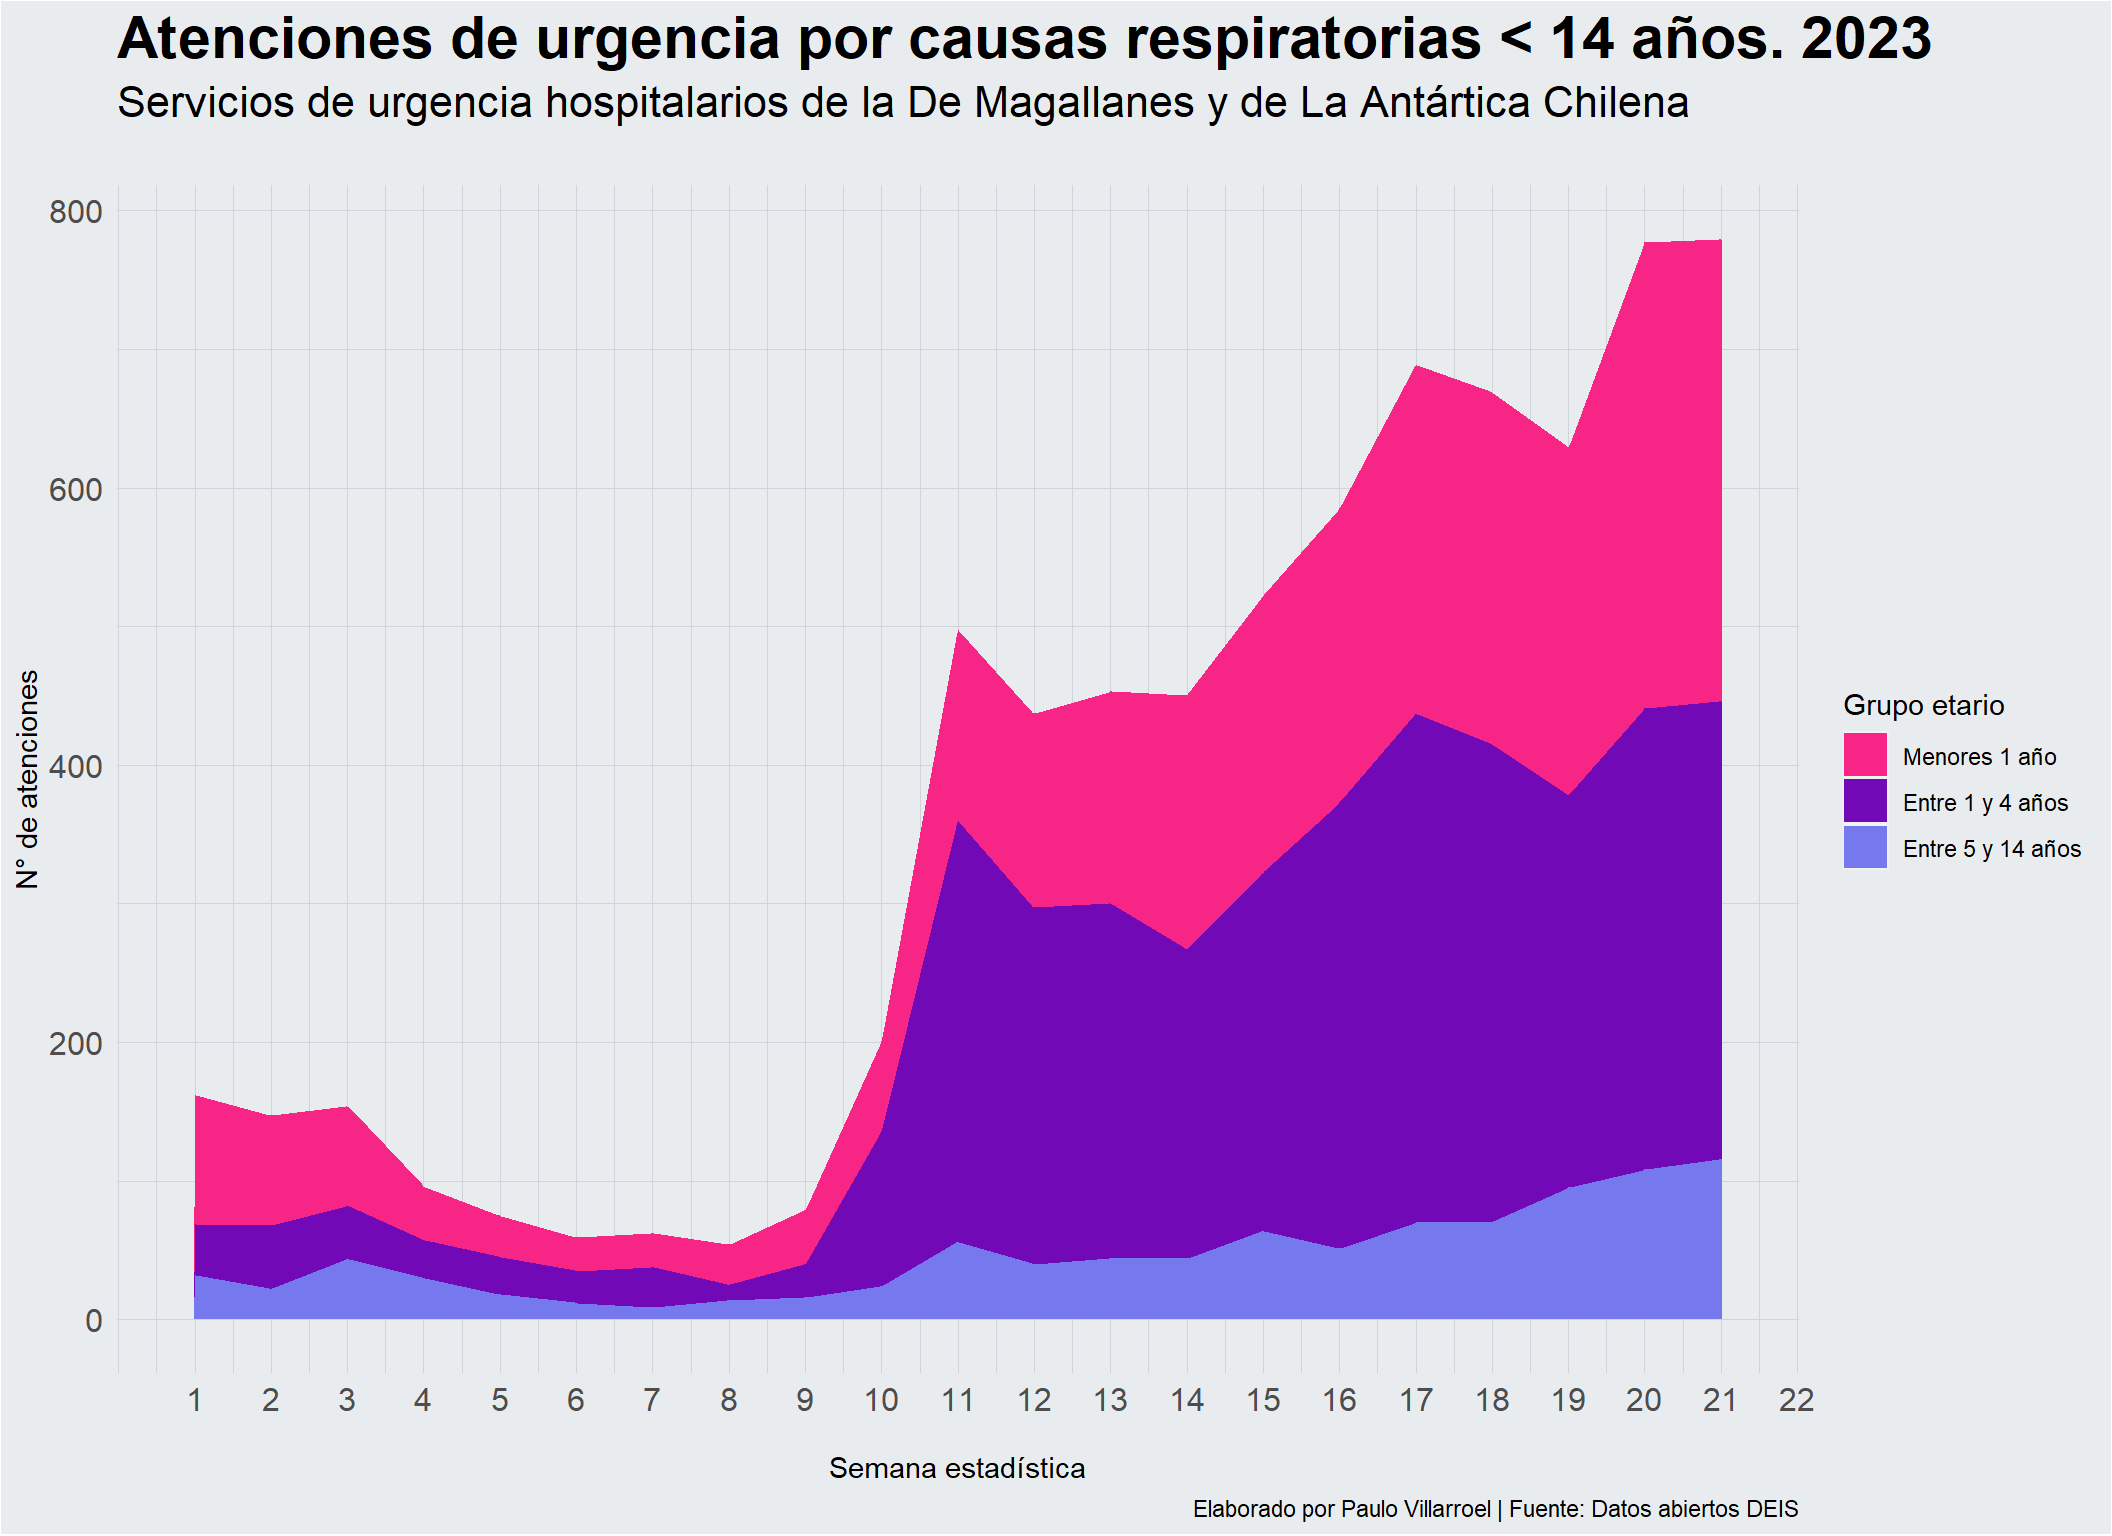 Atenciones de urgencia por causas respiratorias < 14 años. 2023
Servicios de urgencia hospitalarios de la De Magallanes y de La Antártica Chilena
N° de atenciones
800
600
400
200
0
1 2 3 4 5 6 7 8 9 10 11 12 13 14 15 16 17 18 19 20 21 22
Semana estadística
Grupo etario
Menores 1 año
Entre 1 y 4 años
Entre 5 y 14 años
Elaborado por Paulo Villarroel | Fuente: Datos abiertos DEIS